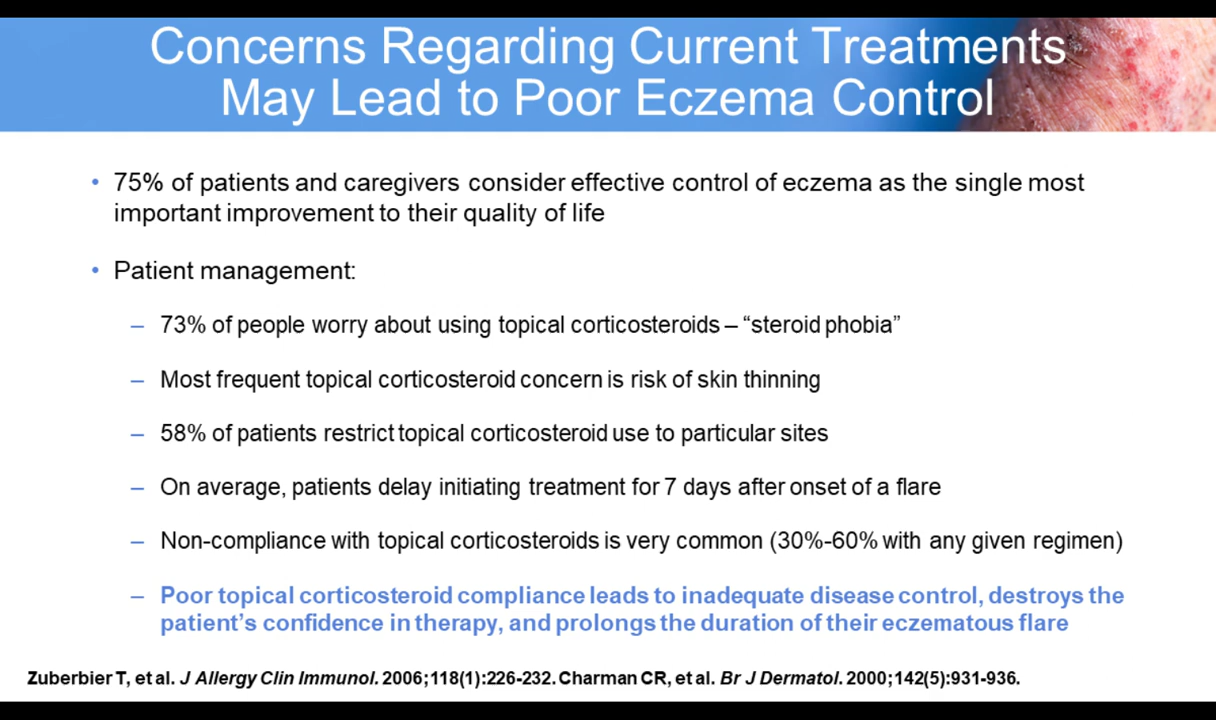 Concerns Regarding Current Treatments
May Lead to Poor Eczema Control
• 75% of patients and caregivers consider effective control of eczema as the single most
important improvement to their quality of life
• Patient management:
– 73% of people worry about using topical corticosteroids – “steroid phobia”
– Most frequent topical corticosteroid concern is risk of skin thinning
– 58% of patients restrict topical corticosteroid use to particular sites
– On average, patients delay initiating treatment for 7 days after onset of a flare
– Non-compliance with topical corticosteroids is very common (30%-60% with any given regimen)
– Poor topical corticosteroid compliance leads to inadequate disease control, destroys the
patient’s confidence in therapy, and prolongs the duration of their eczematous flare
Zuberbier T, et al. J Allergy Clin Immunol. 2006;118(1):226-232. Charman CR, et al. Br J Dermatol. 2000;142(5):931-936.